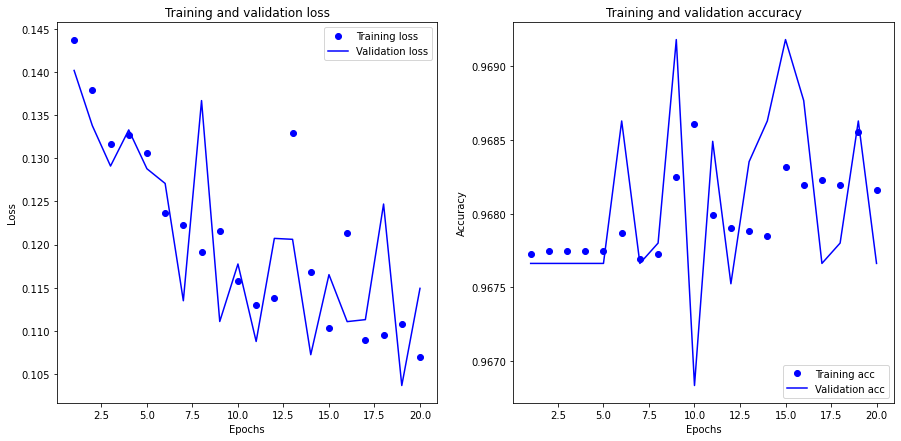 Training and validation loss
Training loss
Validation loss
0.145
0.140
0.135
0.130
0.125
0.120
0.115
0.110
0.105
Loss
2.5 5.0 7.5 10.0 12.5 15.0 17.5 20.0
Epochs
Training and validation accuracy
0.9690
0.9685
0.9680
0.9675
0.9670
Accuracy
Training acc
Validation acc
2.5 5.0 7.5 10.0 12.5 15.0 17.5 20.0
Epochs